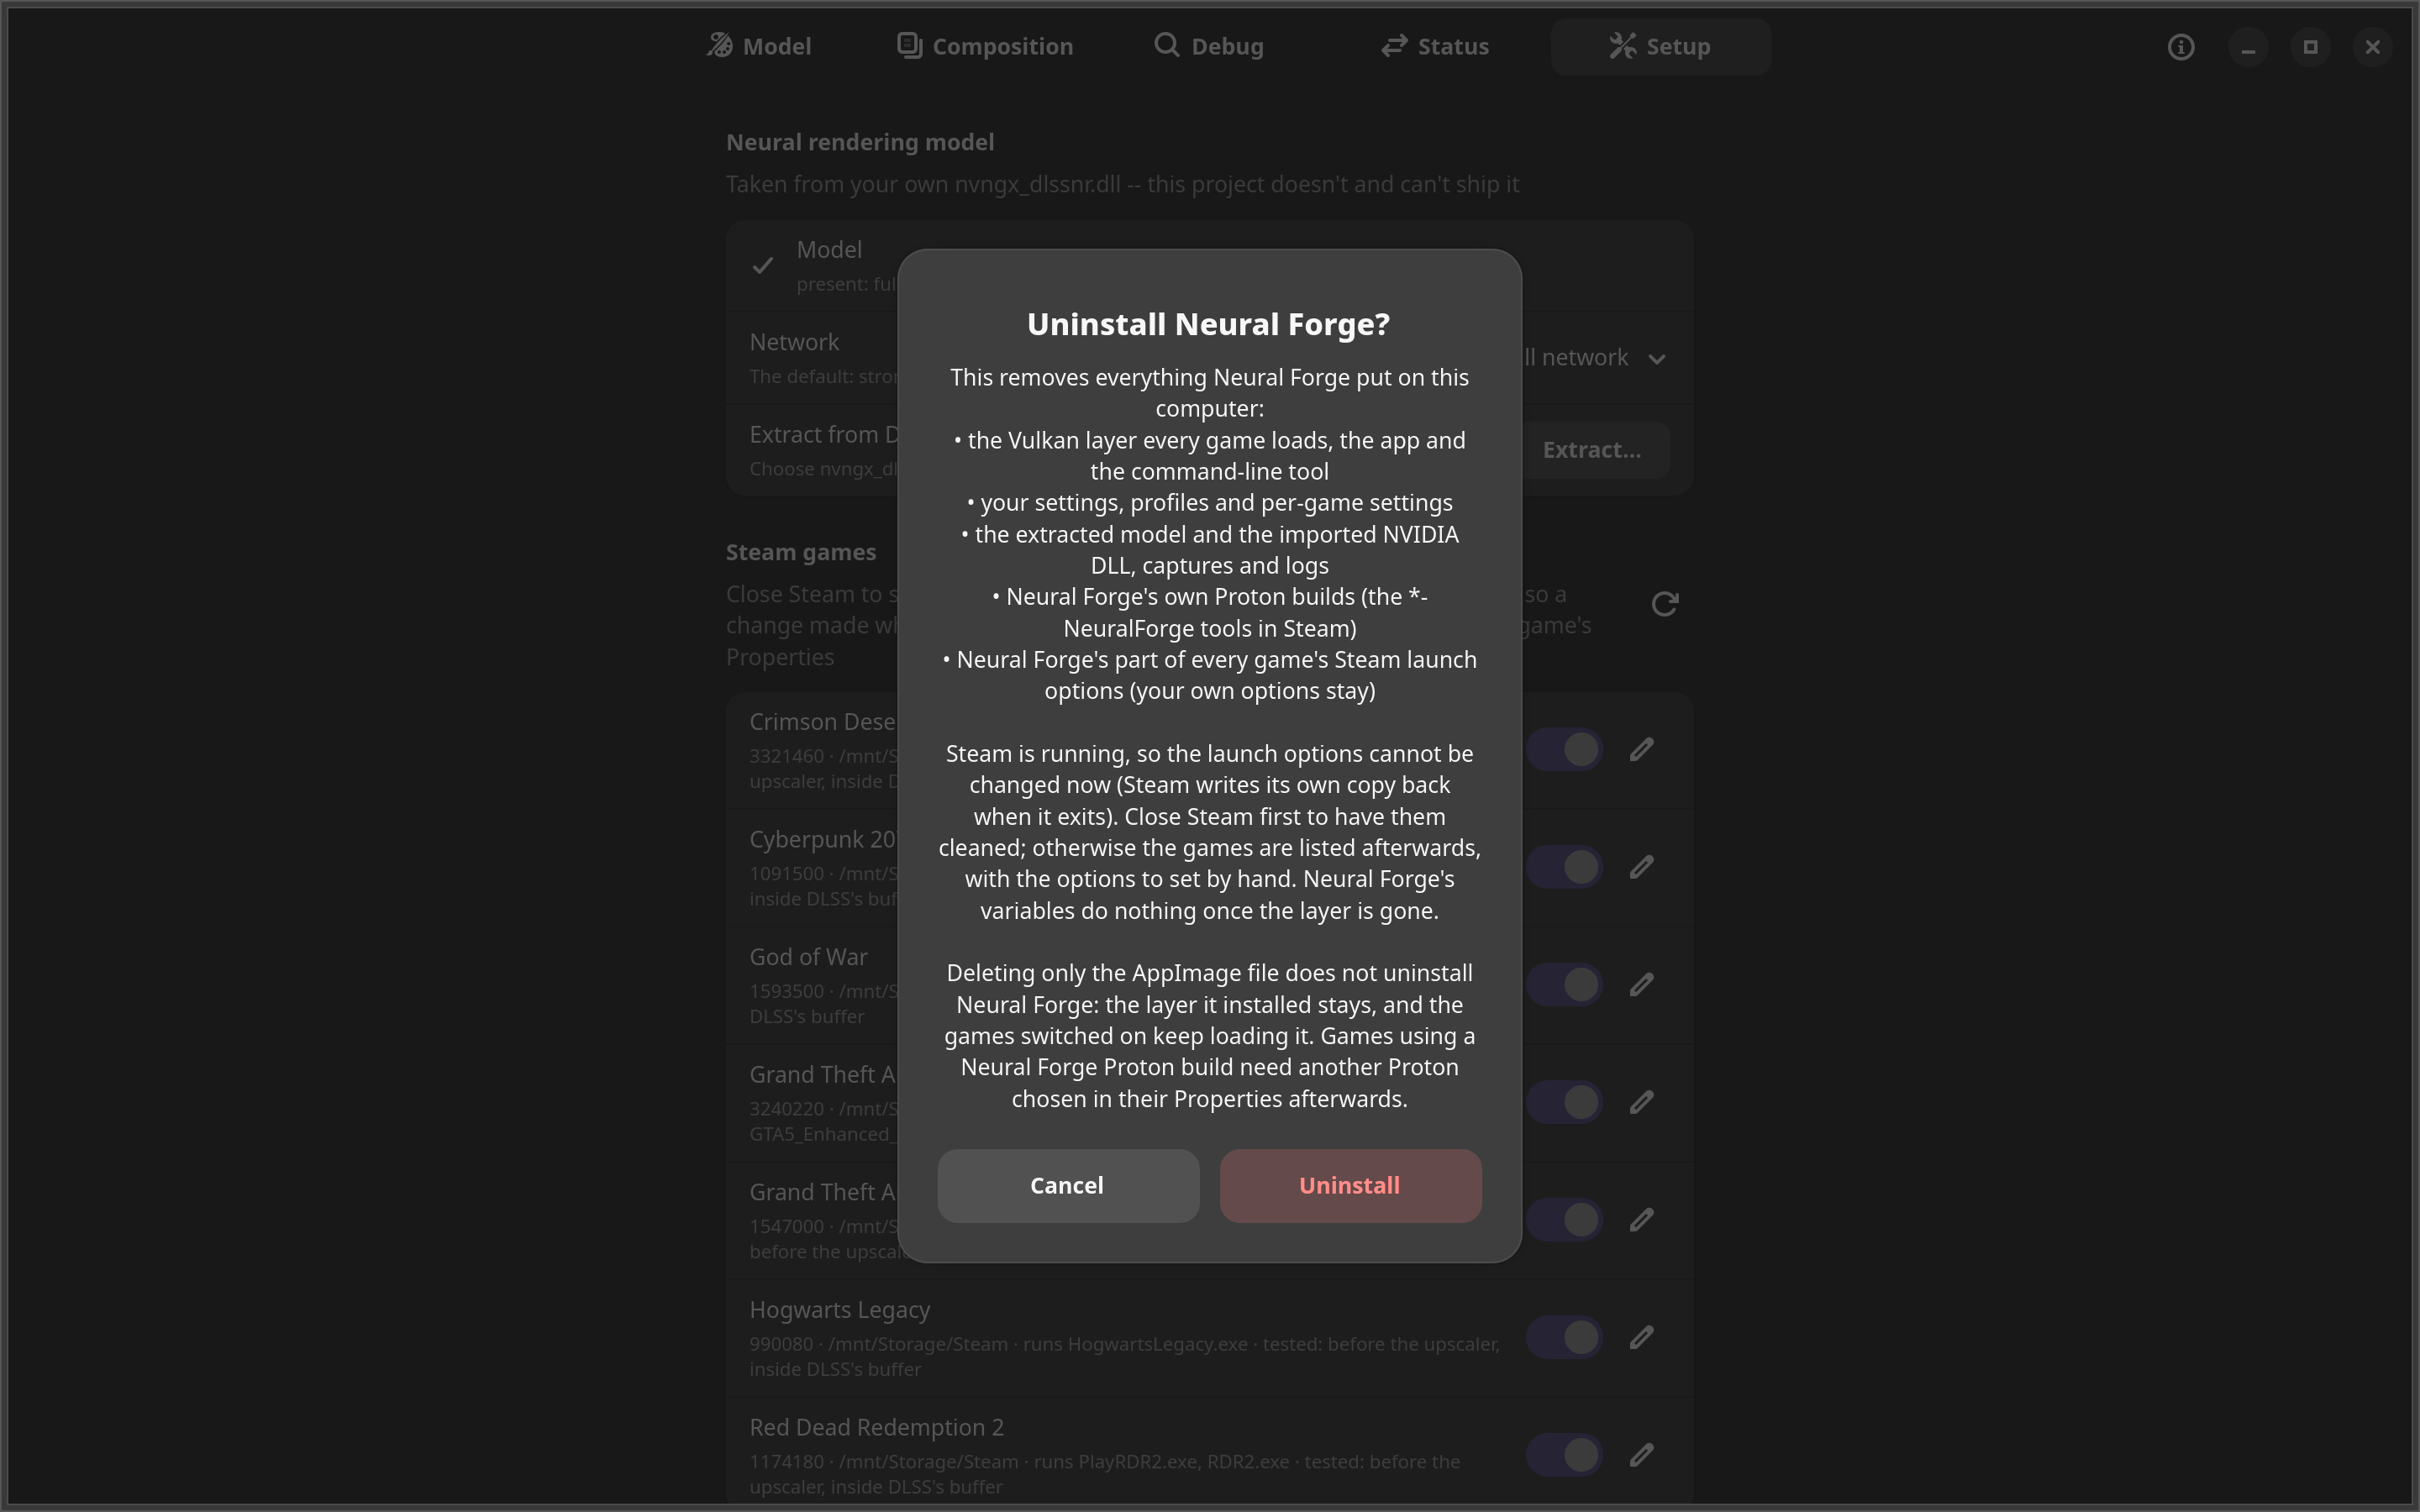 Model
Composition
Debug
Status
Setup
Neural rendering model
Taken from your own nvngx_dlssnr.dll -- this project doesn't and can't ship it
Model
present:
Network
The default:
ll network
Extract from
Choose
Extract...
Steam games
Close Steam to
so a
change made
game's
Properties
Uninstall Neural Forge?
This removes everything Neural Forge put on this
computer:
• the Vulkan layer every game loads, the app and
the command-line tool
• your settings, profiles and per-game settings
• the extracted model and the imported NVIDIA
DLL, captures and logs
• Neural Forge's own Proton builds (the *-
NeuralForge tools in Steam)
• Neural Forge's part of every game's Steam launch
options (your own options stay)
Steam is running, so the launch options cannot be
changed now (Steam writes its own copy back
when it exits). Close Steam first to have them
cleaned; otherwise the games are listed afterwards,
with the options to set by hand. Neural Forge's
variables do nothing once the layer is gone.
Deleting only the AppImage file does not uninstall
Neural Forge: the layer it installed stays, and the
games switched on keep loading it. Games using a
Neural Forge Proton build need another Proton
chosen in their Properties afterwards.
Cancel
Uninstall
Crimson Dese
3321460 · /mnt/S
upscaler, inside D
Cyberpunk 20
1091500 · /mnt/S
inside DLSS's buf
God of War
1593500 · /mnt/S
DLSS's buffer
Grand Theft A
3240220 · /mnt/S
GTA5_Enhanced_
Grand Theft A
1547000 · /mnt/S
before the upscale
Hogwarts Legacy
990080 · /mnt/Storage/Steam · runs HogwartsLegacy.exe · tested: before the upscaler,
inside DLSS's buffer
Red Dead Redemption 2
1174180 · /mnt/Storage/Steam · runs PlayRDR2.exe, RDR2.exe · tested: before the
upscaler, inside DLSS's buffer